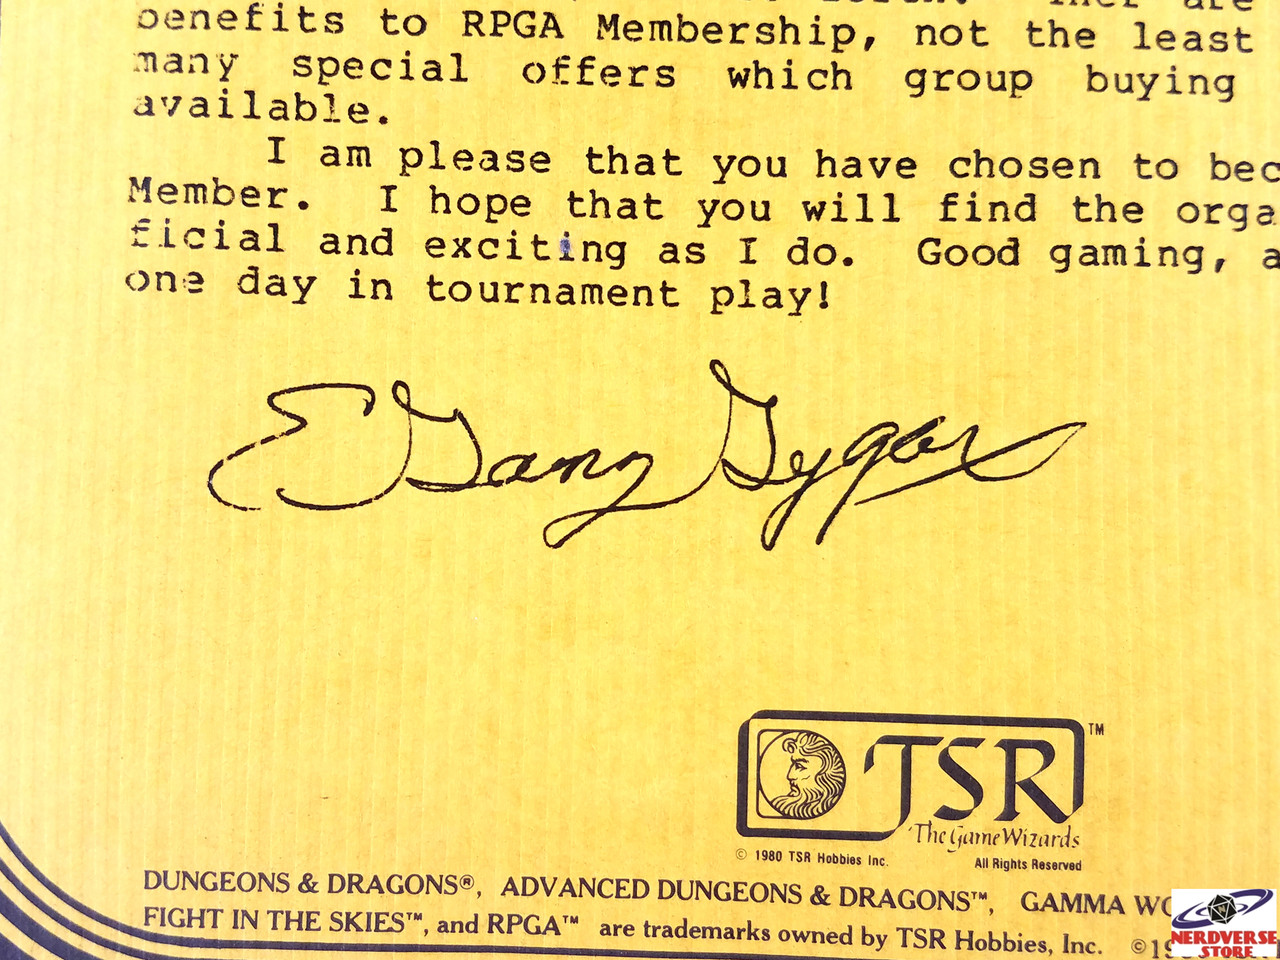 benefits to RPGA Membership, not the least
many special offers which group buying
available.
I am please that you have chosen to bec
Member. I hope that you will find the orga
ficial and exciting as I do. Good gaming, a
one day in tournament play!
E Gary Gygax
TSR™
The Game Wizards
© 1980 TSR Hobbies Inc. All Rights Reserved
DUNGEONS & DRAGONS®, ADVANCED DUNGEONS & DRAGONS™, GAMMA WO
FIGHT IN THE SKIES™, and RPGA™ are trademarks owned by TSR Hobbies, Inc. ©19
NERDVERSE
STORE